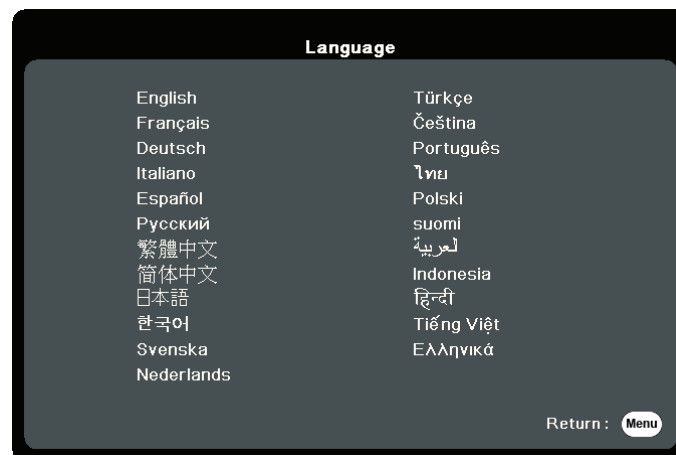 Language
English
Français
Deutsch
Italiano
Español
Русский
繁體中文
简体中文
日本語
한국어
Svenska
Nederlands
Türkçe
Čeština
Português
ไทย
Polski
suomi
العربية
Indonesia
हिन्दी
Tiếng Việt
Ελληνικά
Return : Menu